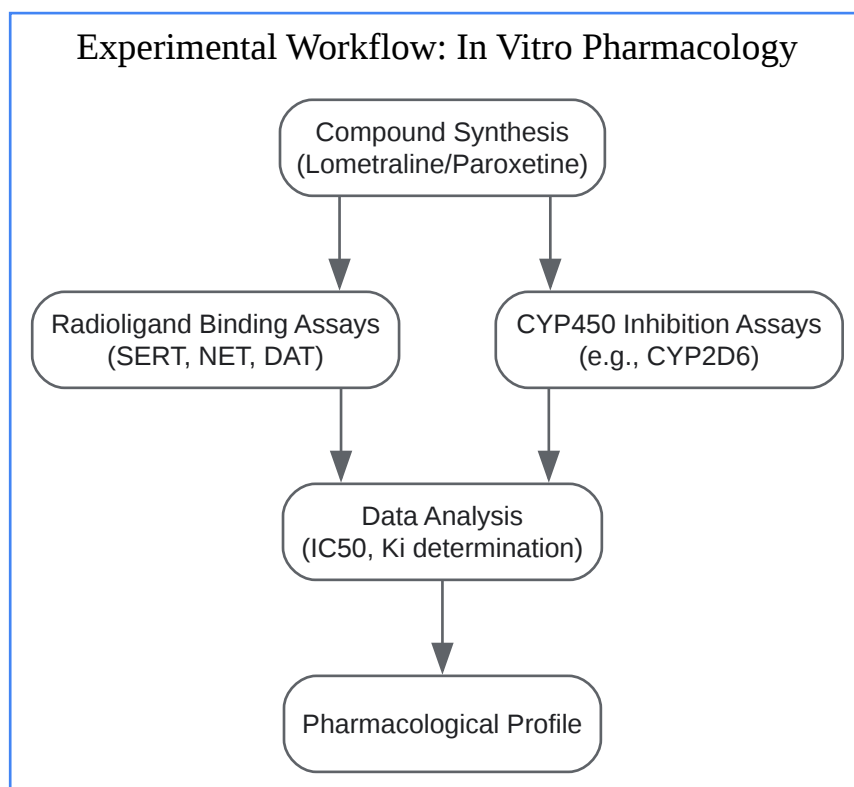 Experimental Workflow: In Vitro Pharmacology
Compound Synthesis
(Lometraline/Paroxetine)
Radioligand Binding Assays
(SERT, NET, DAT)
CYP450 Inhibition Assays
(e.g., CYP2D6)
Data Analysis
(IC50, Ki determination)
Pharmacological Profile